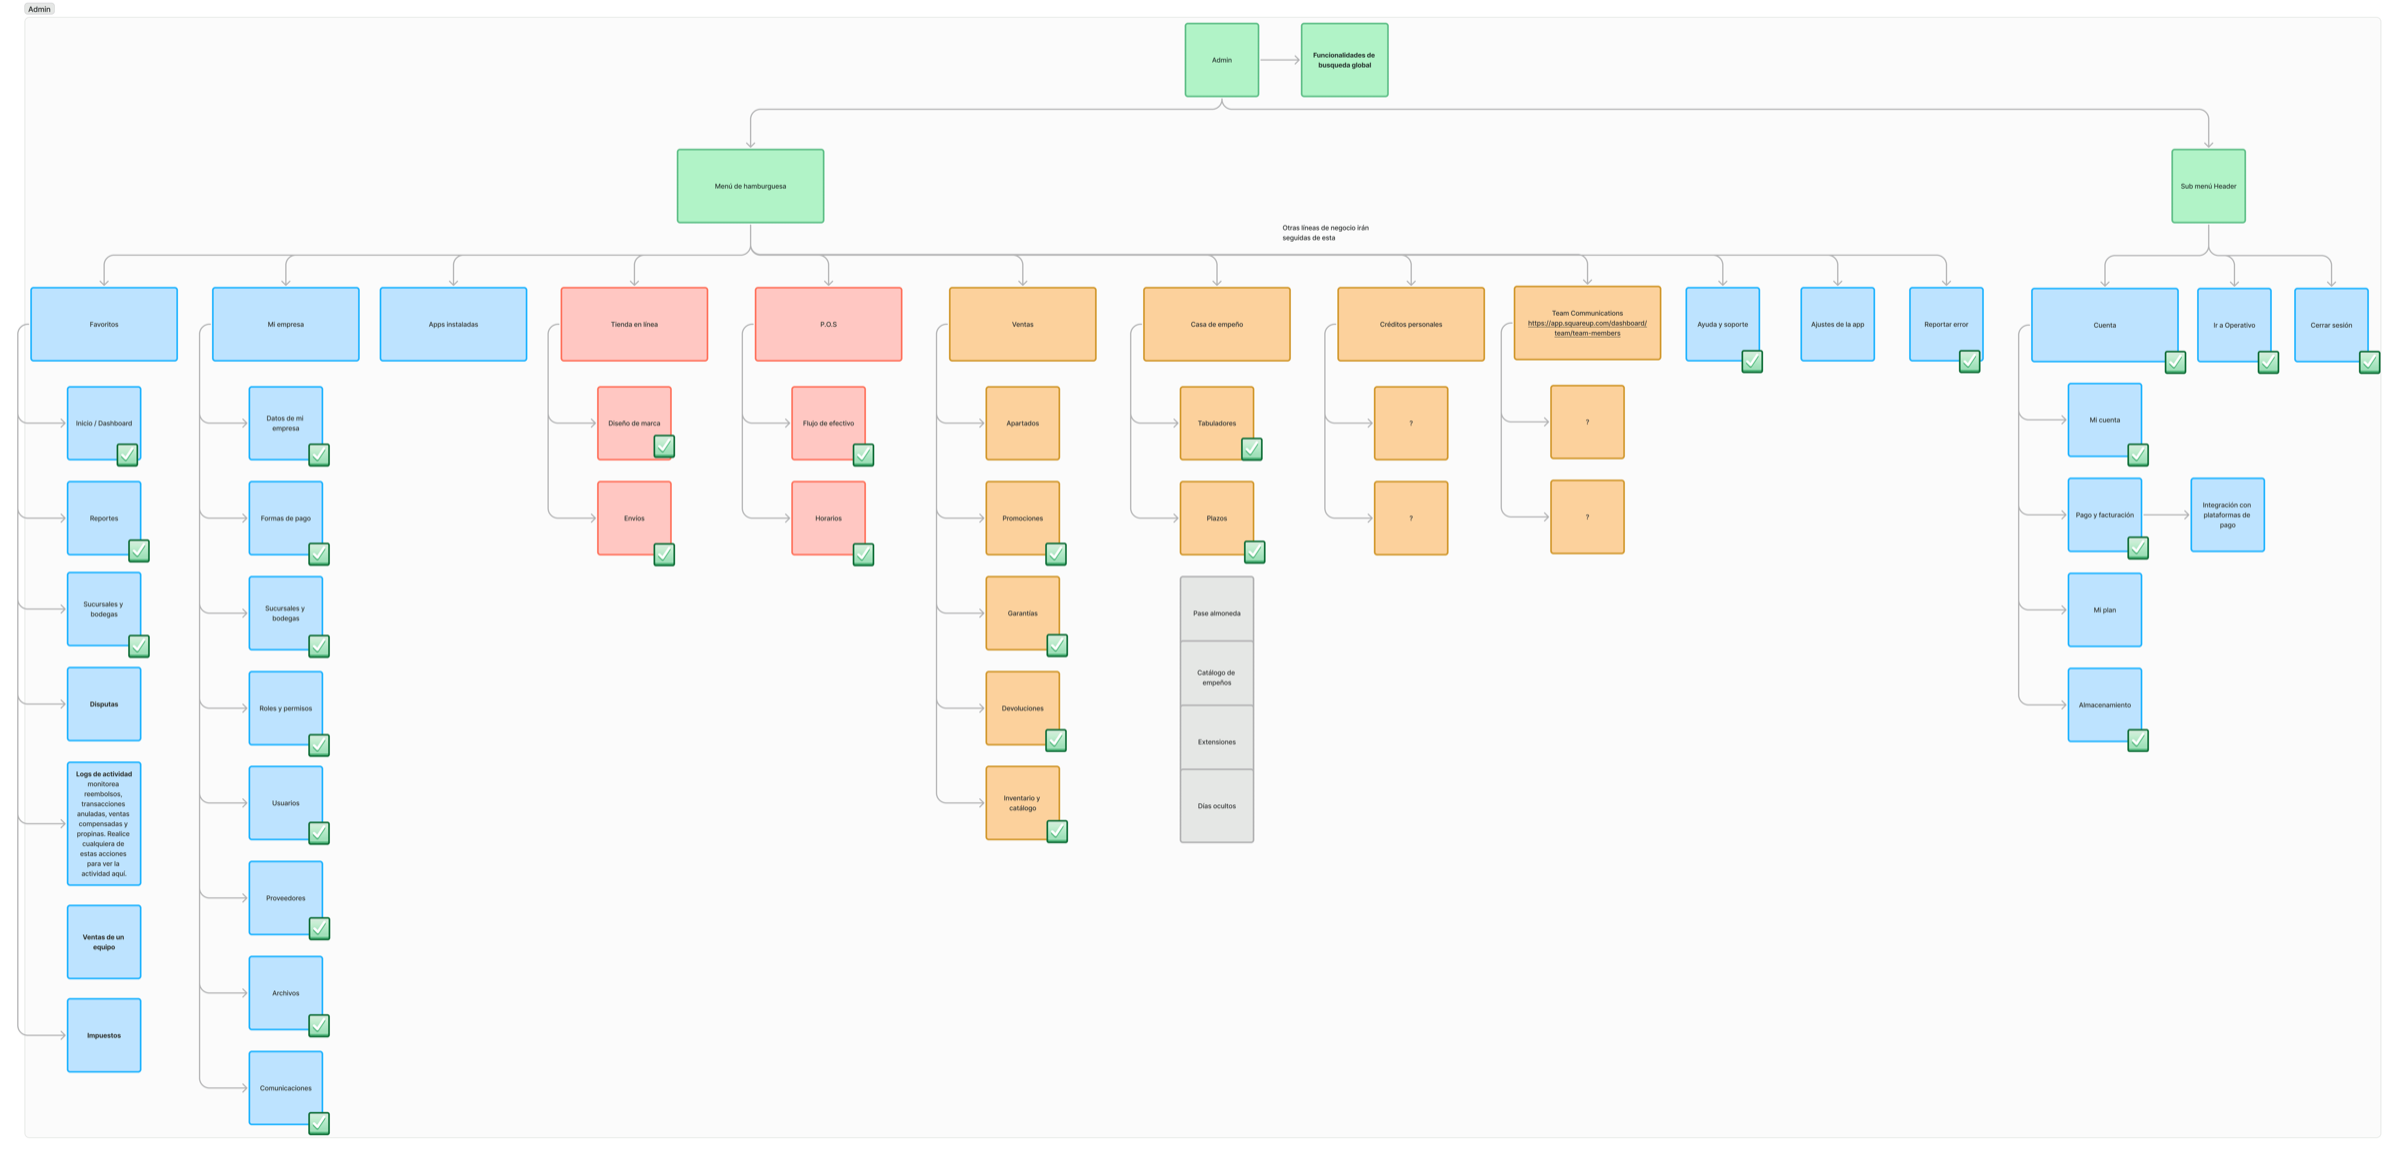 Admin
Admin
Funcionalidades de
busqueda global
Menú de hamburguesa
Sub menú Header
Otras líneas de negocio irán
seguidas de esta
Favoritos
Mi empresa
Apps instaladas
Tienda en línea
P.O.S
Ventas
Casa de empeño
Créditos personales
Team Communications
https://app.squareup.com/dashboard/
team/team-members
Ayuda y soporte
Ajustes de la app
Reportar error
Cuenta
Ir a Operativo
Cerrar sesión
Inicio / Dashboard
Reportes
Sucursales y
bodegas
Disputas
Logs de actividad
monitorea
reembolsos,
transacciones
anuladas, ventas
compensadas y
propinas. Realice
cualquiera de
estas acciones
para ver la
actividad aquí.
Ventas de un
equipo
Impuestos
Datos de mi
empresa
Formas de pago
Sucursales y
bodegas
Roles y permisos
Usuarios
Proveedores
Archivos
Comunicaciones
Diseño de marca
Envíos
Flujo de efectivo
Horarios
Apartados
Promociones
Garantías
Devoluciones
Inventario y
catálogo
Tabuladores
Plazos
Pase almoneda
Catálogo de
empeños
Extensiones
Días ocultos
?
?
?
?
Mi cuenta
Pago y facturación
Integración con
plataformas de
pago
Mi plan
Almacenamiento